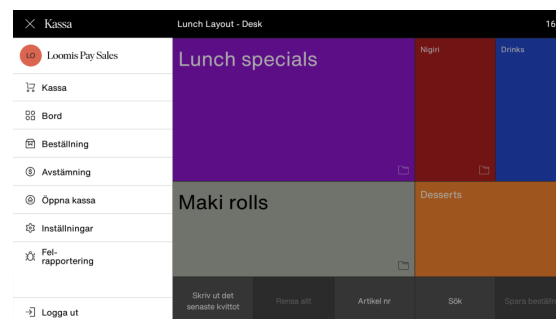 Kassa
Lunch Layout - Desk
16
LO
Loomis Pay Sales
Kassa
Bord
Beställning
Avstämning
Öppna kassa
Inställningar
Fel-
rapportering
Logga ut
Lunch specials
Nigiri
Drinks
Maki rolls
Desserts
Skriv ut det
senaste kvittot
Rensa allt
Artikel nr
Sök
Spara